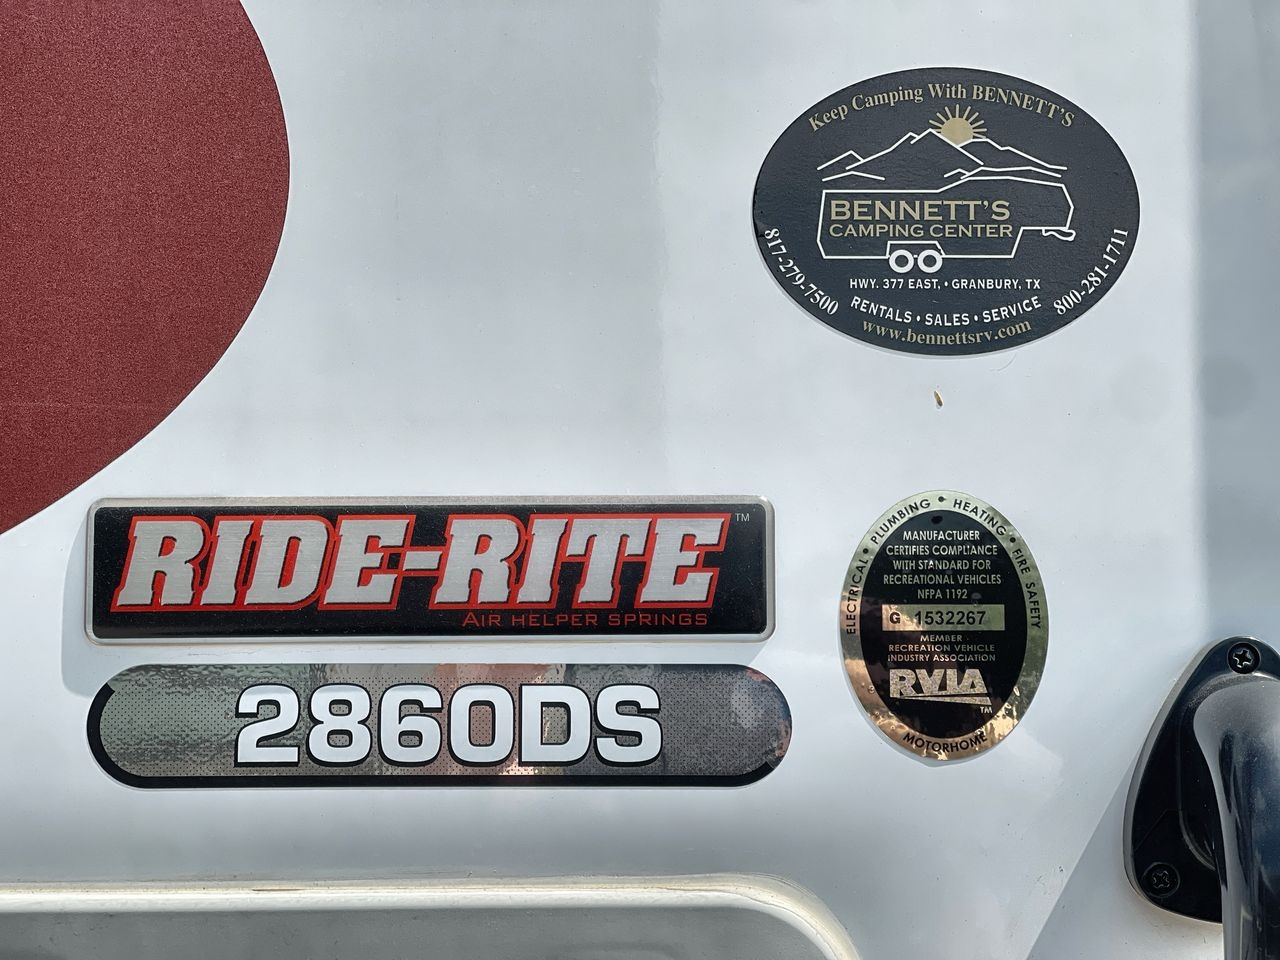 Keep Camping With BENNETT'S
BENNETT'S
CAMPING CENTER
817-279-7500
800-281-1711
HWY. 377 EAST, • GRANBURY, TX
RENTALS • SALES • SERVICE
www.bennettsrv.com
RIDE-RITE™
AIR HELPER SPRINGS
2860DS
ELECTRICAL • PLUMBING • HEATING • FIRE SAFETY
MANUFACTURER
CERTIFIES COMPLIANCE
WITH STANDARD FOR
RECREATIONAL VEHICLES
NFPA 1192
G 1532267
MEMBER
RECREATION VEHICLE
INDUSTRY ASSOCIATION
RVIA
TM
MOTORHOME